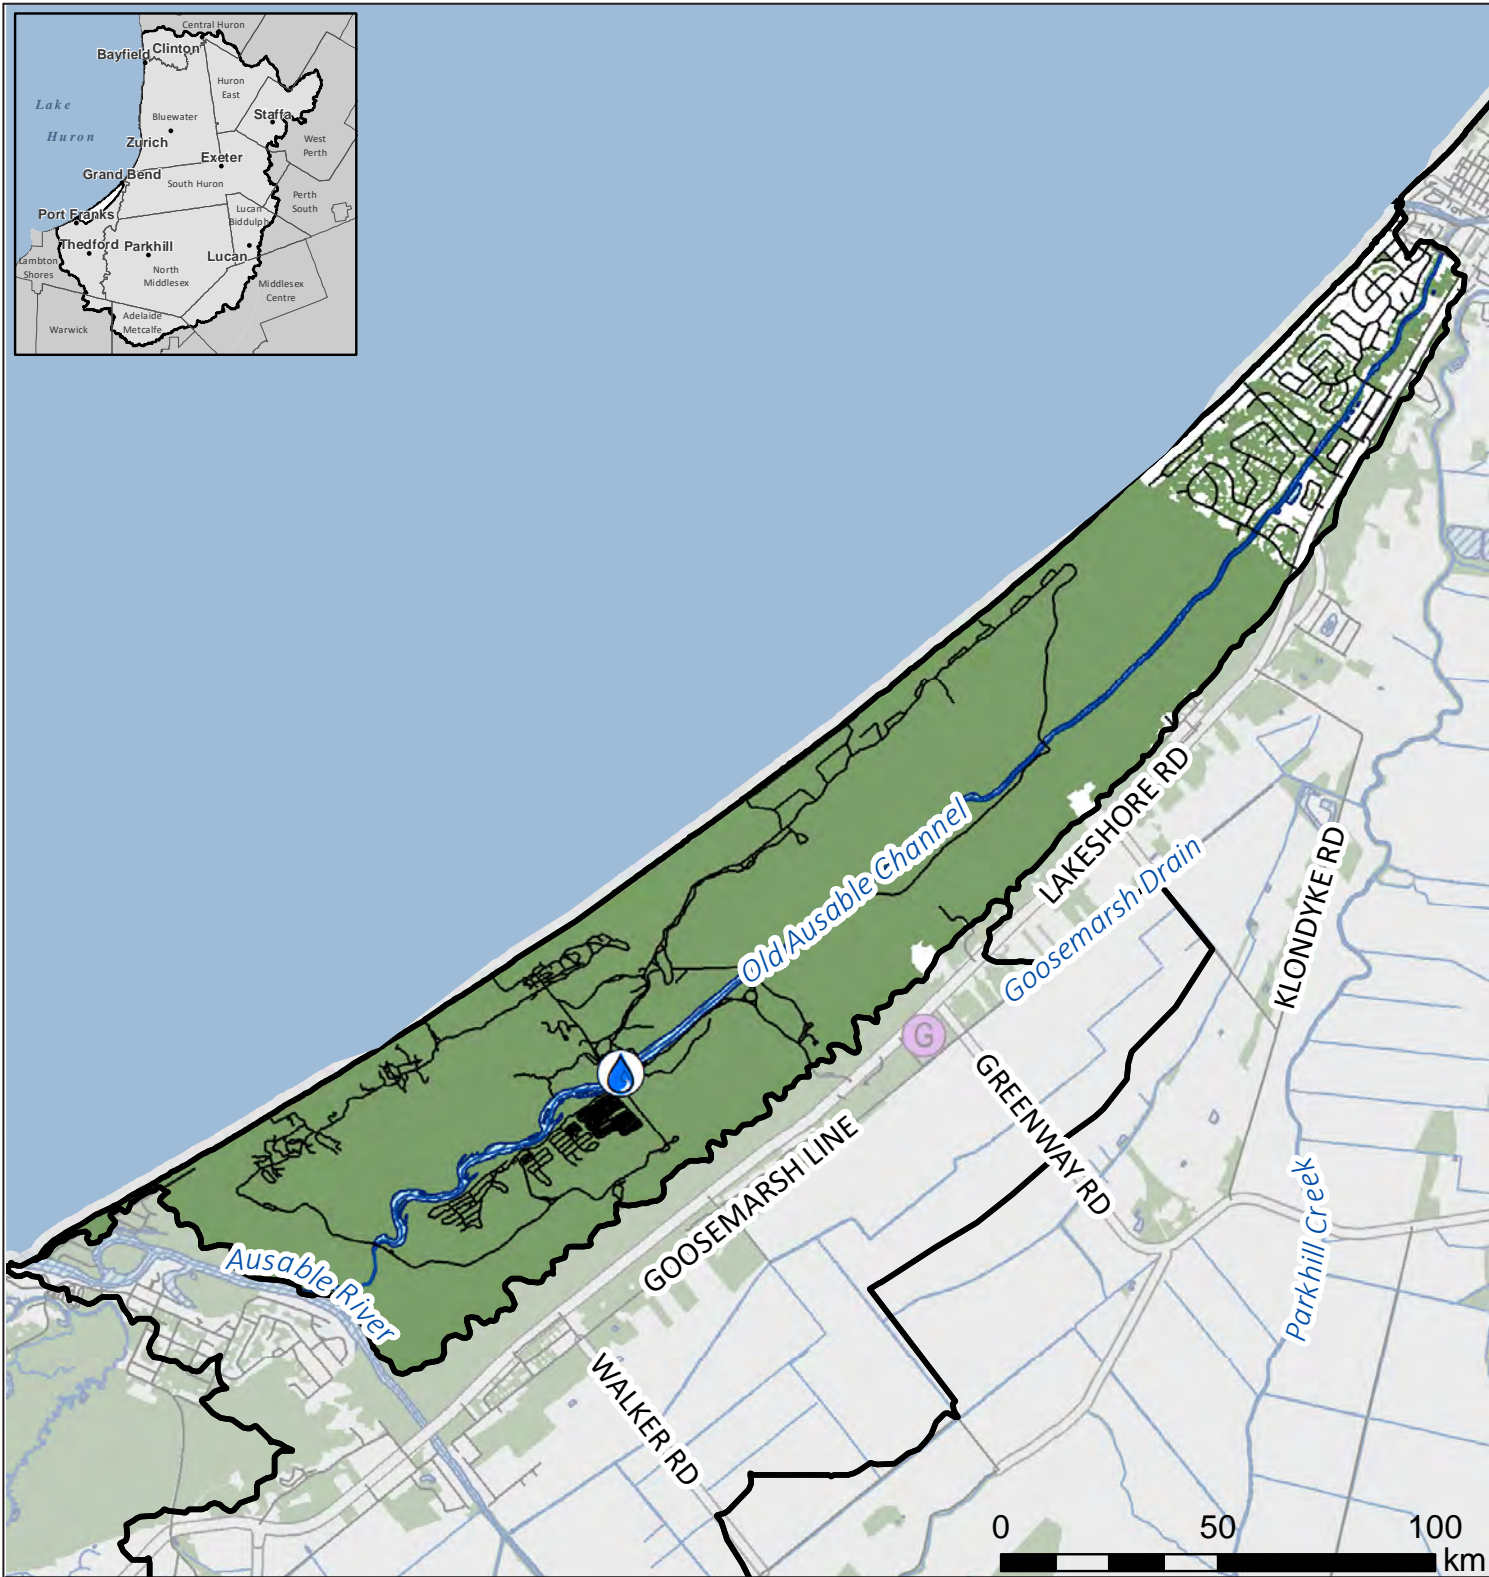 Central Huron
Bayfield
Clinton
Huron
East
Lake
Huron
Bluewater
Staffa
West
Perth
Zurich
Exeter
Grand Bend
South Huron
Perth
South
Port Franks
Lucan
Biddulph
Thedford
Parkhill
Lucan
Lambton
Shores
North
Middlesex
Middlesex
Centre
Adelaide
Metcalfe
Warwick
LAKESHORE RD
Old Ausable Channel
Goosemarsh Drain
KLONDYKE RD
G
GREENWAY RD
GOOSEMARSH LINE
Parkhill Creek
Ausable River
WALKER RD
0 50 100
km